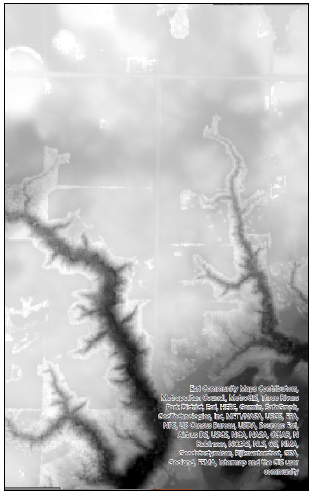 Esri Community Maps Contributors,
Metropolitan Council, MetroGIS, Three Rivers
Park District, Esri, HERE, Garmin, SafeGraph,
GeoTechnologies, Inc, METI/NASA, USGS, EPA,
NPS, US Census Bureau, USDA, Sources: Esri,
Airbus DS, USGS, NGA, NASA, CGIAR, N
Robinson, NCEAS, NLS, OS, NMA,
Geodatastyrelsen, Rijkswaterstaat, GSA,
Geoland, FEMA, Intermap and the GIS user
community